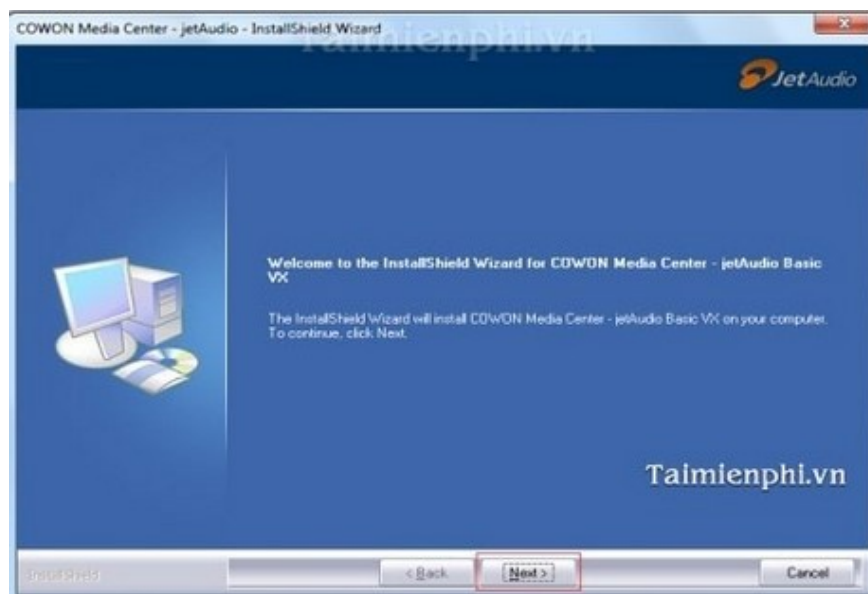 COWON Media Center - jetAudio - InstallShield Wizard
Taimienphi.vn
JetAudio
Welcome to the InstallShield Wizard for COWON Media Center - jetAudio Basic
VX
The InstallShield Wizard will install COWON Media Center - jetAudio Basic VX on your computer.
To continue, click Next.
Taimienphi.vn
InstallShield
< Back
Next >
Cancel